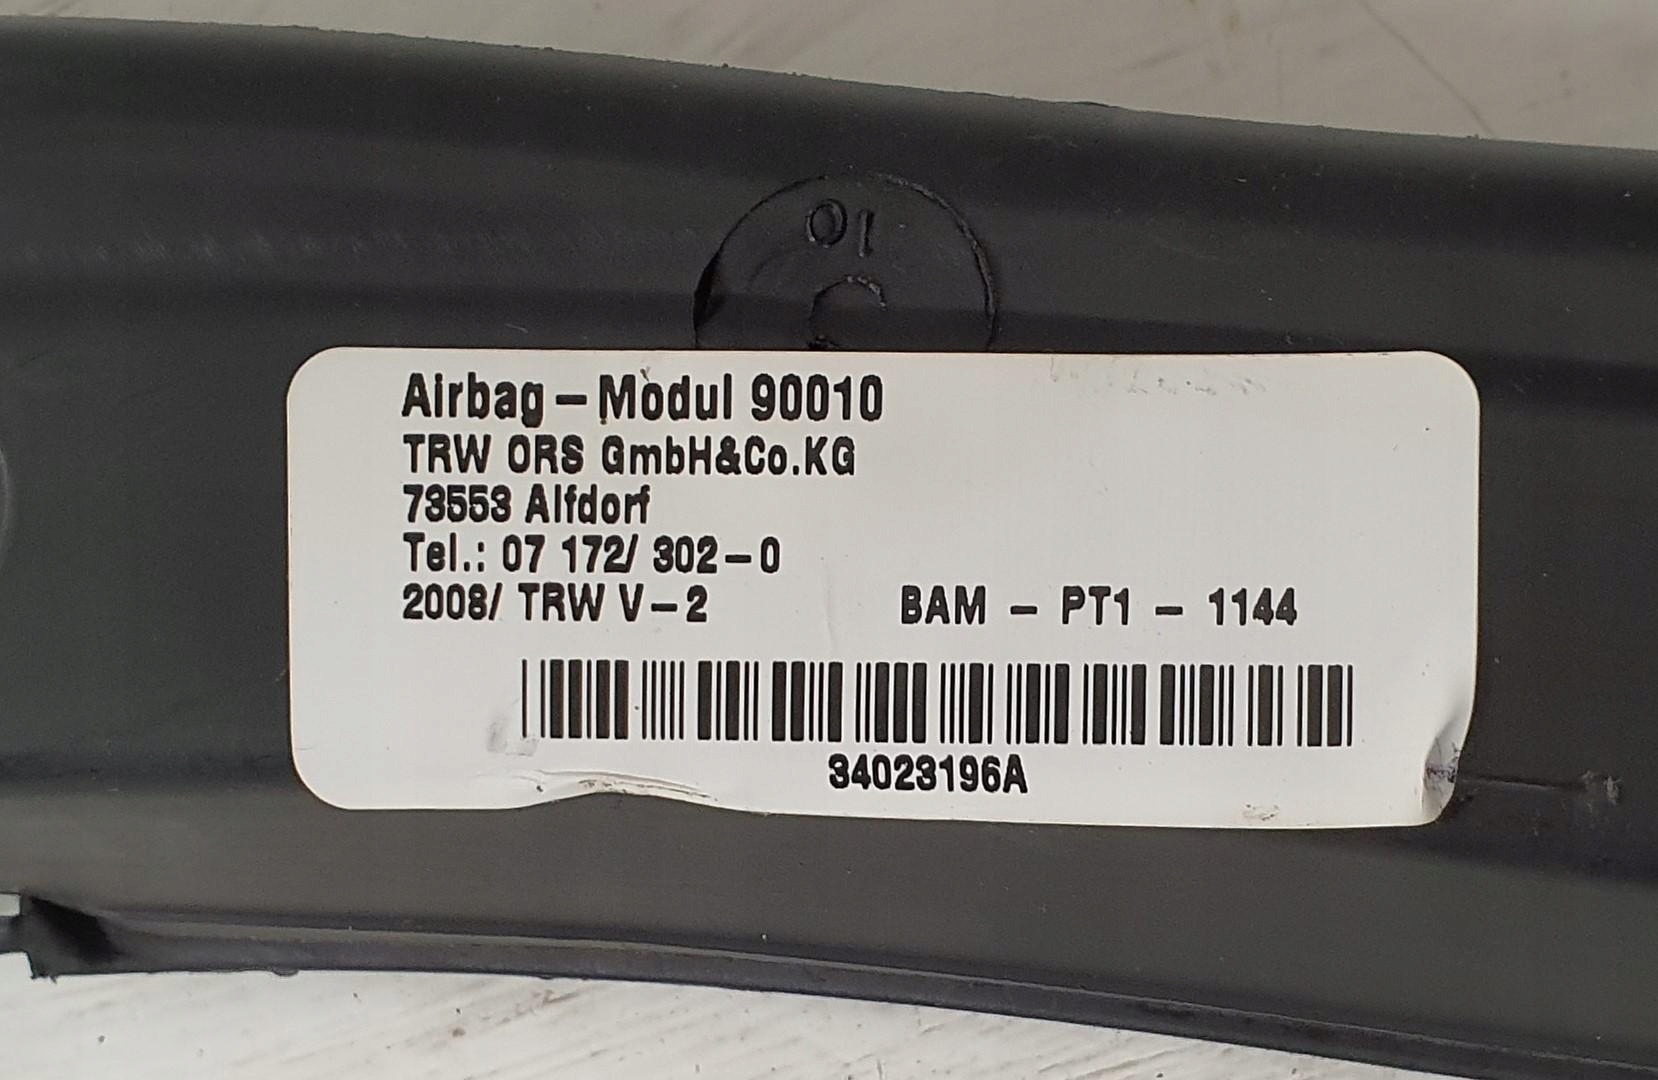 10
Airbag – Modul 90010
TRW ORS GmbH&Co.KG
73553 Alfdorf
Tel.: 07 172/ 302 – 0
2008/ TRW V – 2 BAM – PT1 – 1144
34023196A